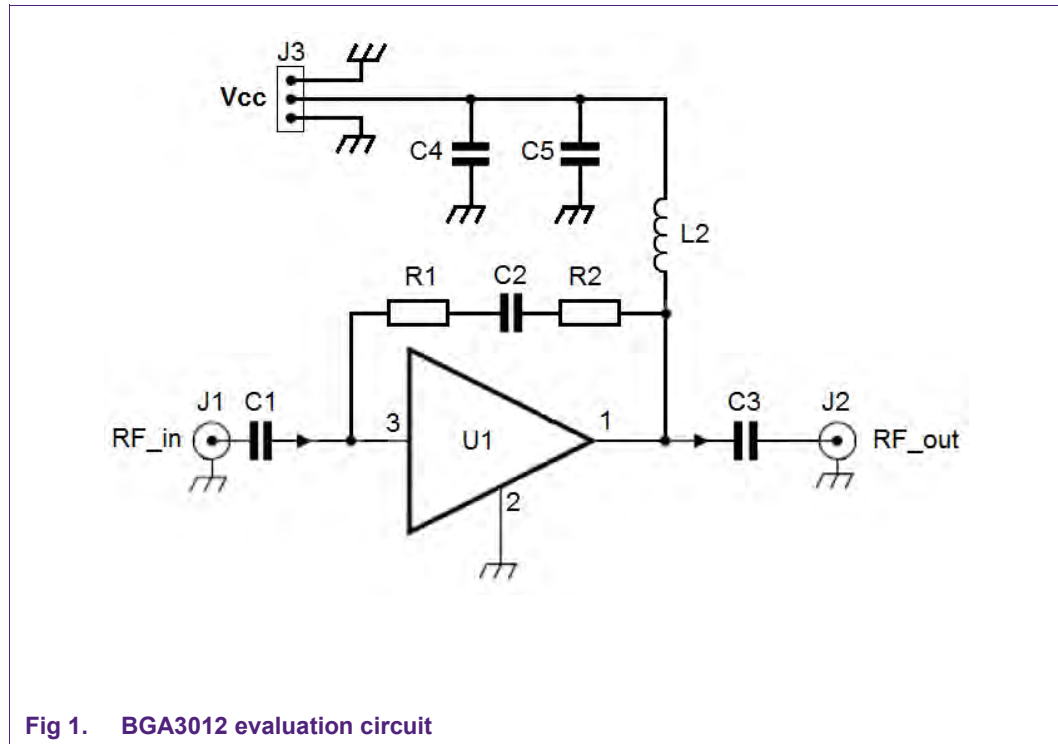 J3
Vcc
C4
C5
L2
R1
C2
R2
J1
C1
RF_in
3
U1
1
2
C3
J2
RF_out
Fig 1. BGA3012 evaluation circuit